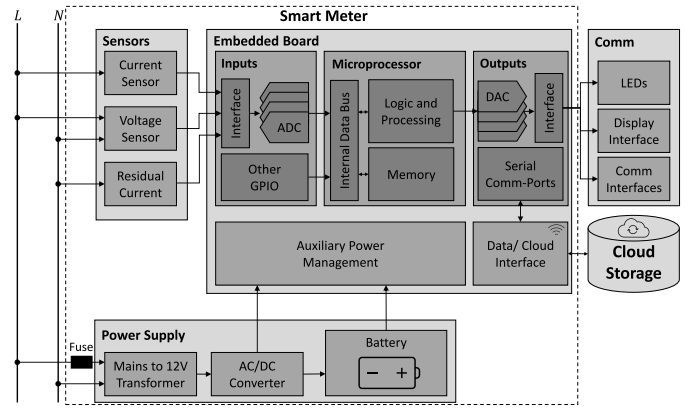 L
N
Smart Meter
Sensors
Current
Sensor
Voltage
Sensor
Residual
Current
Embedded Board
Inputs
Interface
ADC
Other
GPIO
Microprocessor
Internal Data Bus
Logic and
Processing
Memory
Outputs
DAC
Interface
Serial
Comm-Ports
Auxiliary Power
Management
Data/ Cloud
Interface
Comm
LEDs
Display
Interface
Comm
Interfaces
Cloud
Storage
Power Supply
Fuse
Mains to 12V
Transformer
AC/DC
Converter
Battery
− +